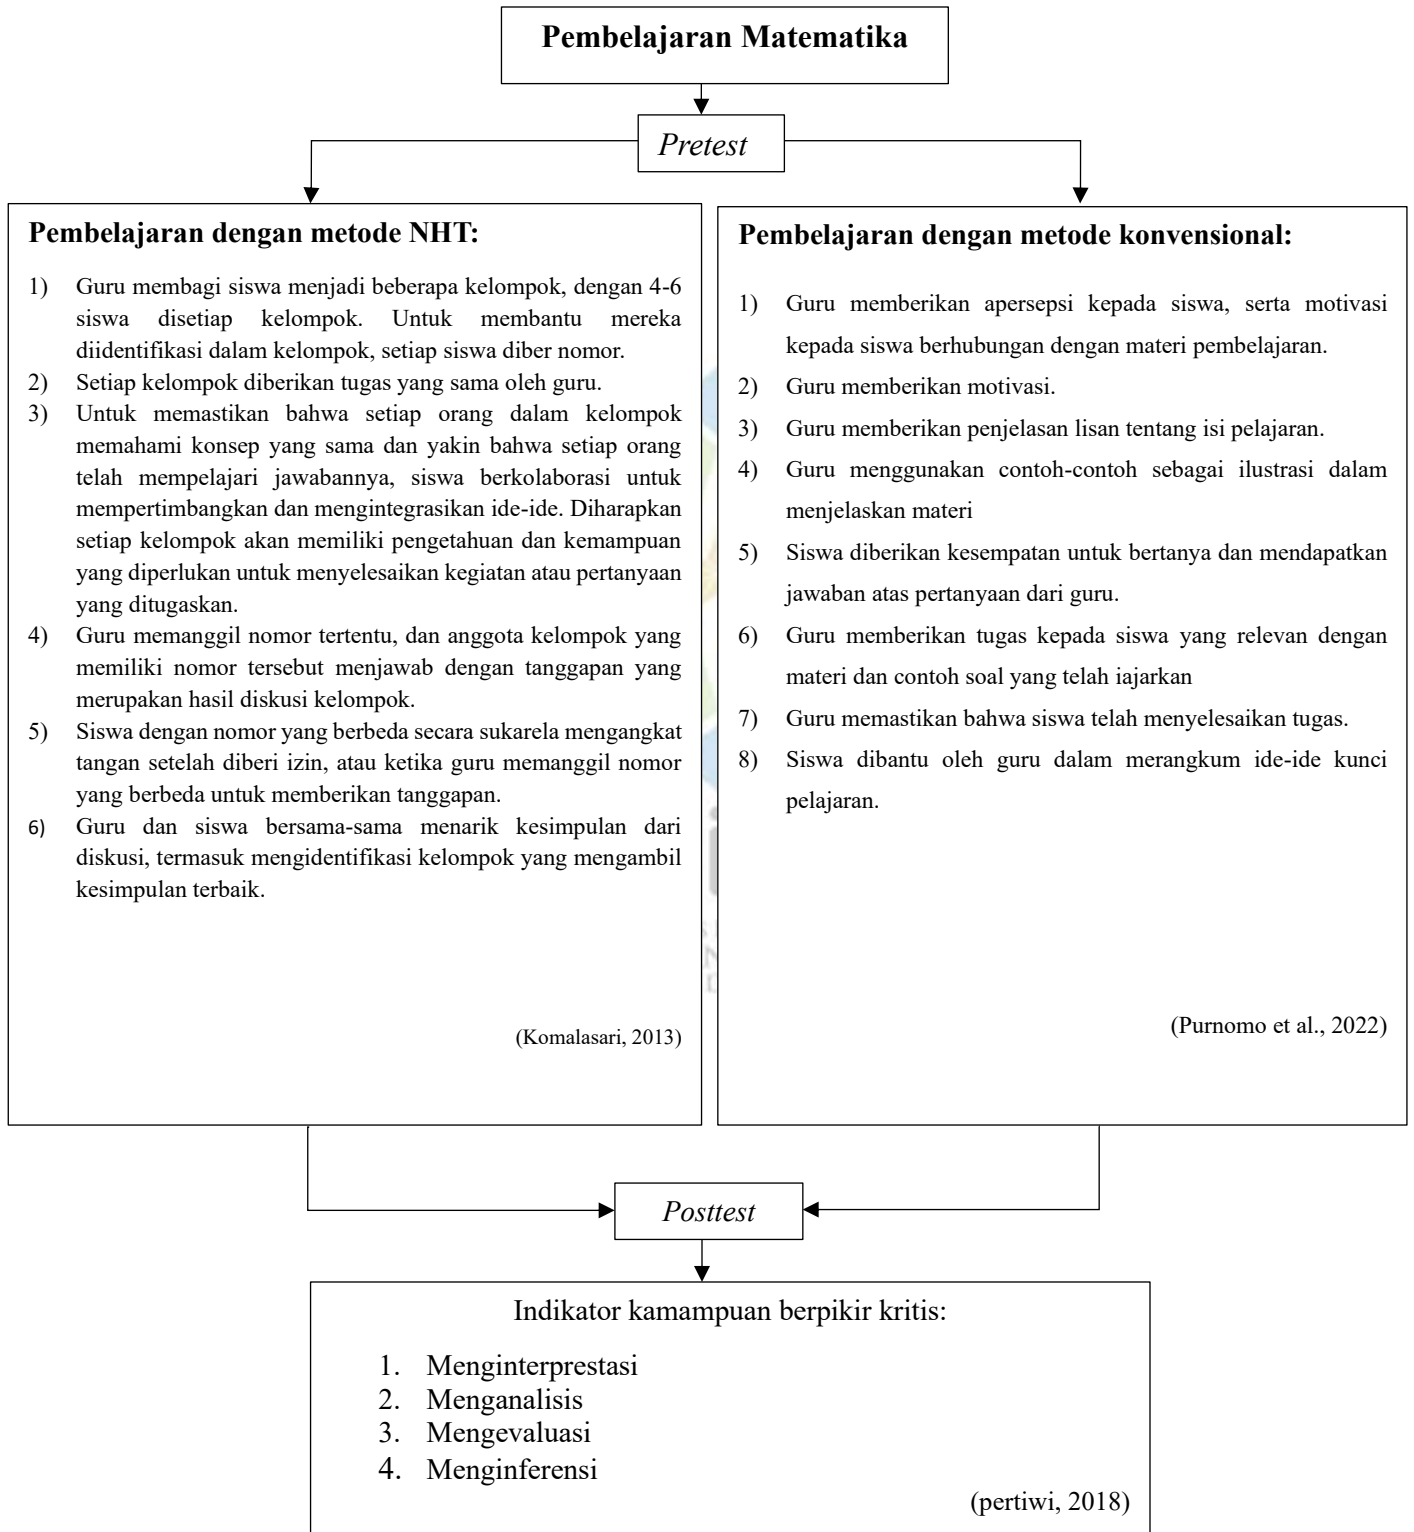 Pembelajaran Matematika
Pretest
Pembelajaran dengan metode NHT:
1) Guru membagi siswa menjadi beberapa kelompok, dengan 4-6
siswa disetiap kelompok. Untuk membantu mereka
diidentifikasi dalam kelompok, setiap siswa diber nomor.
2) Setiap kelompok diberikan tugas yang sama oleh guru.
3) Untuk memastikan bahwa setiap orang dalam kelompok
memahami konsep yang sama dan yakin bahwa setiap orang
telah mempelajari jawabannya, siswa berkolaborasi untuk
mempertimbangkan dan mengintegrasikan ide-ide. Diharapkan
setiap kelompok akan memiliki pengetahuan dan kemampuan
yang diperlukan untuk menyelesaikan kegiatan atau pertanyaan
yang ditugaskan.
4) Guru memanggil nomor tertentu, dan anggota kelompok yang
memiliki nomor tersebut menjawab dengan tanggapan yang
merupakan hasil diskusi kelompok.
5) Siswa dengan nomor yang berbeda secara sukarela mengangkat
tangan setelah diberi izin, atau ketika guru memanggil nomor
yang berbeda untuk memberikan tanggapan.
6) Guru dan siswa bersama-sama menarik kesimpulan dari
diskusi, termasuk mengidentifikasi kelompok yang mengambil
kesimpulan terbaik.
(Komalasari, 2013)
Pembelajaran dengan metode konvensional:
1) Guru memberikan apersepsi kepada siswa, serta motivasi
kepada siswa berhubungan dengan materi pembelajaran.
2) Guru memberikan motivasi.
3) Guru memberikan penjelasan lisan tentang isi pelajaran.
4) Guru menggunakan contoh-contoh sebagai ilustrasi dalam
menjelaskan materi
5) Siswa diberikan kesempatan untuk bertanya dan mendapatkan
jawaban atas pertanyaan dari guru.
6) Guru memberikan tugas kepada siswa yang relevan dengan
materi dan contoh soal yang telah iajarkan
7) Guru memastikan bahwa siswa telah menyelesaikan tugas.
8) Siswa dibantu oleh guru dalam merangkum ide-ide kunci
pelajaran.
(Purnomo et al., 2022)
Posttest
Indikator kamampuan berpikir kritis:
1. Menginterprestasi
2. Menganalisis
3. Mengevaluasi
4. Menginferensi
(pertiwi, 2018)